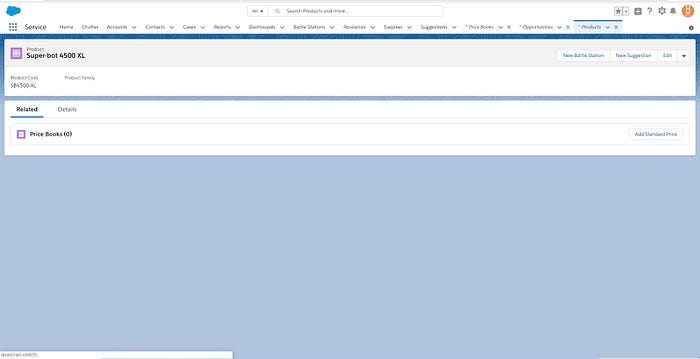 All
Search Products and more...
Service Home Chatter Accounts Contacts Cases Reports Dashboards Battle Stations Resources Supplies Suggestions * Price Books * Opportunities * Products
Product
Super-bot 4500 XL
New Battle Station New Suggestion Edit
Product Code Product Family
SB4500.XL
Related Details
Price Books (0) Add Standard Price
javascript:void(0);